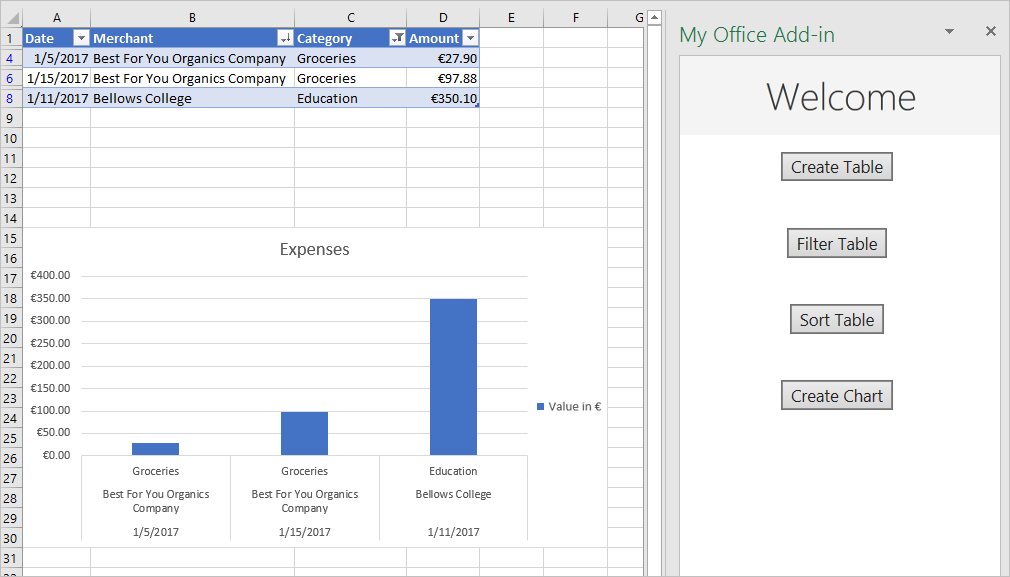 A B C D E F G
1 Date Merchant Category Amount
4 1/5/2017 Best For You Organics Company Groceries €27.90
6 1/15/2017 Best For You Organics Company Groceries €97.88
8 1/11/2017 Bellows College Education €350.10
9
10
11
12
13
14
15
16
17
18
19
20
21
22
23
24
25
26
27
28
29
30
31
Expenses
€400.00
€350.00
€300.00
€250.00
€200.00
€150.00
€100.00
€50.00
€0.00
Groceries Groceries Education
Best For You Organics Best For You Organics Bellows College
Company Company
1/5/2017 1/15/2017 1/11/2017
Value in €
My Office Add-in
Welcome
Create Table
Filter Table
Sort Table
Create Chart